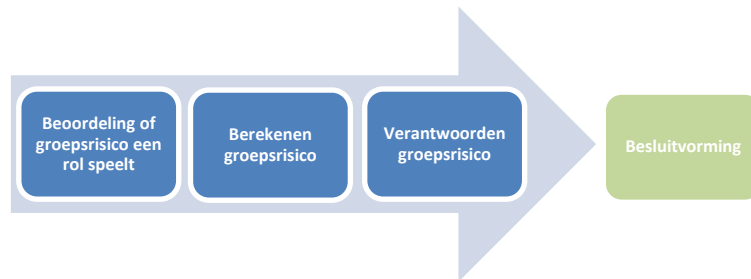 Beoordeling of
groepsrisico een
rol speelt
Berekenen
groepsrisico
Verantwoorden
groepsrisico
Besluitvorming